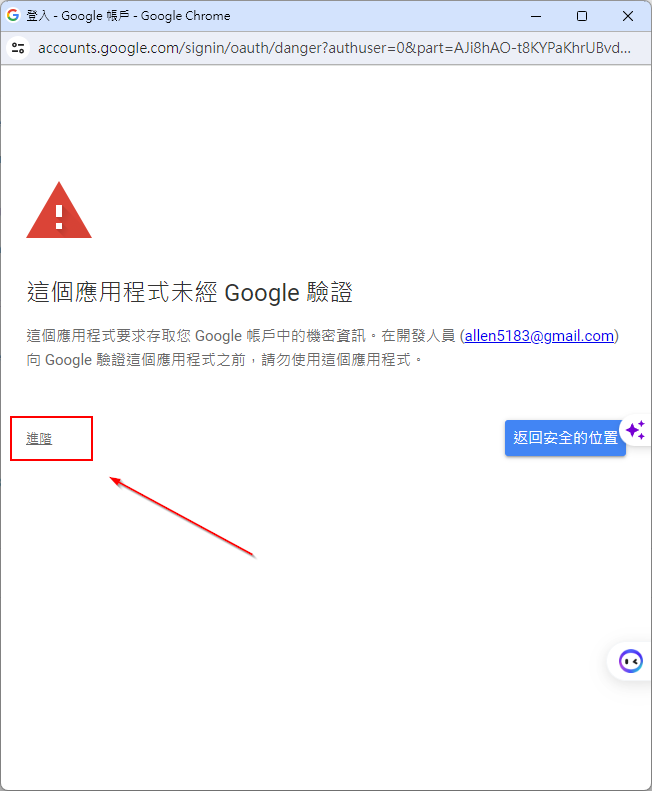 登入 - Google 帳戶 - Google Chrome
accounts.google.com/signin/oauth/danger?authuser=0&part=AJi8hAO-t8KYPaKhrUBvd...
這個應用程式未經 Google 驗證
這個應用程式要求存取您 Google 帳戶中的機密資訊。在開發人員 (allen5183@gmail.com)
向 Google 驗證這個應用程式之前，請勿使用這個應用程式。
進階
返回安全的位置